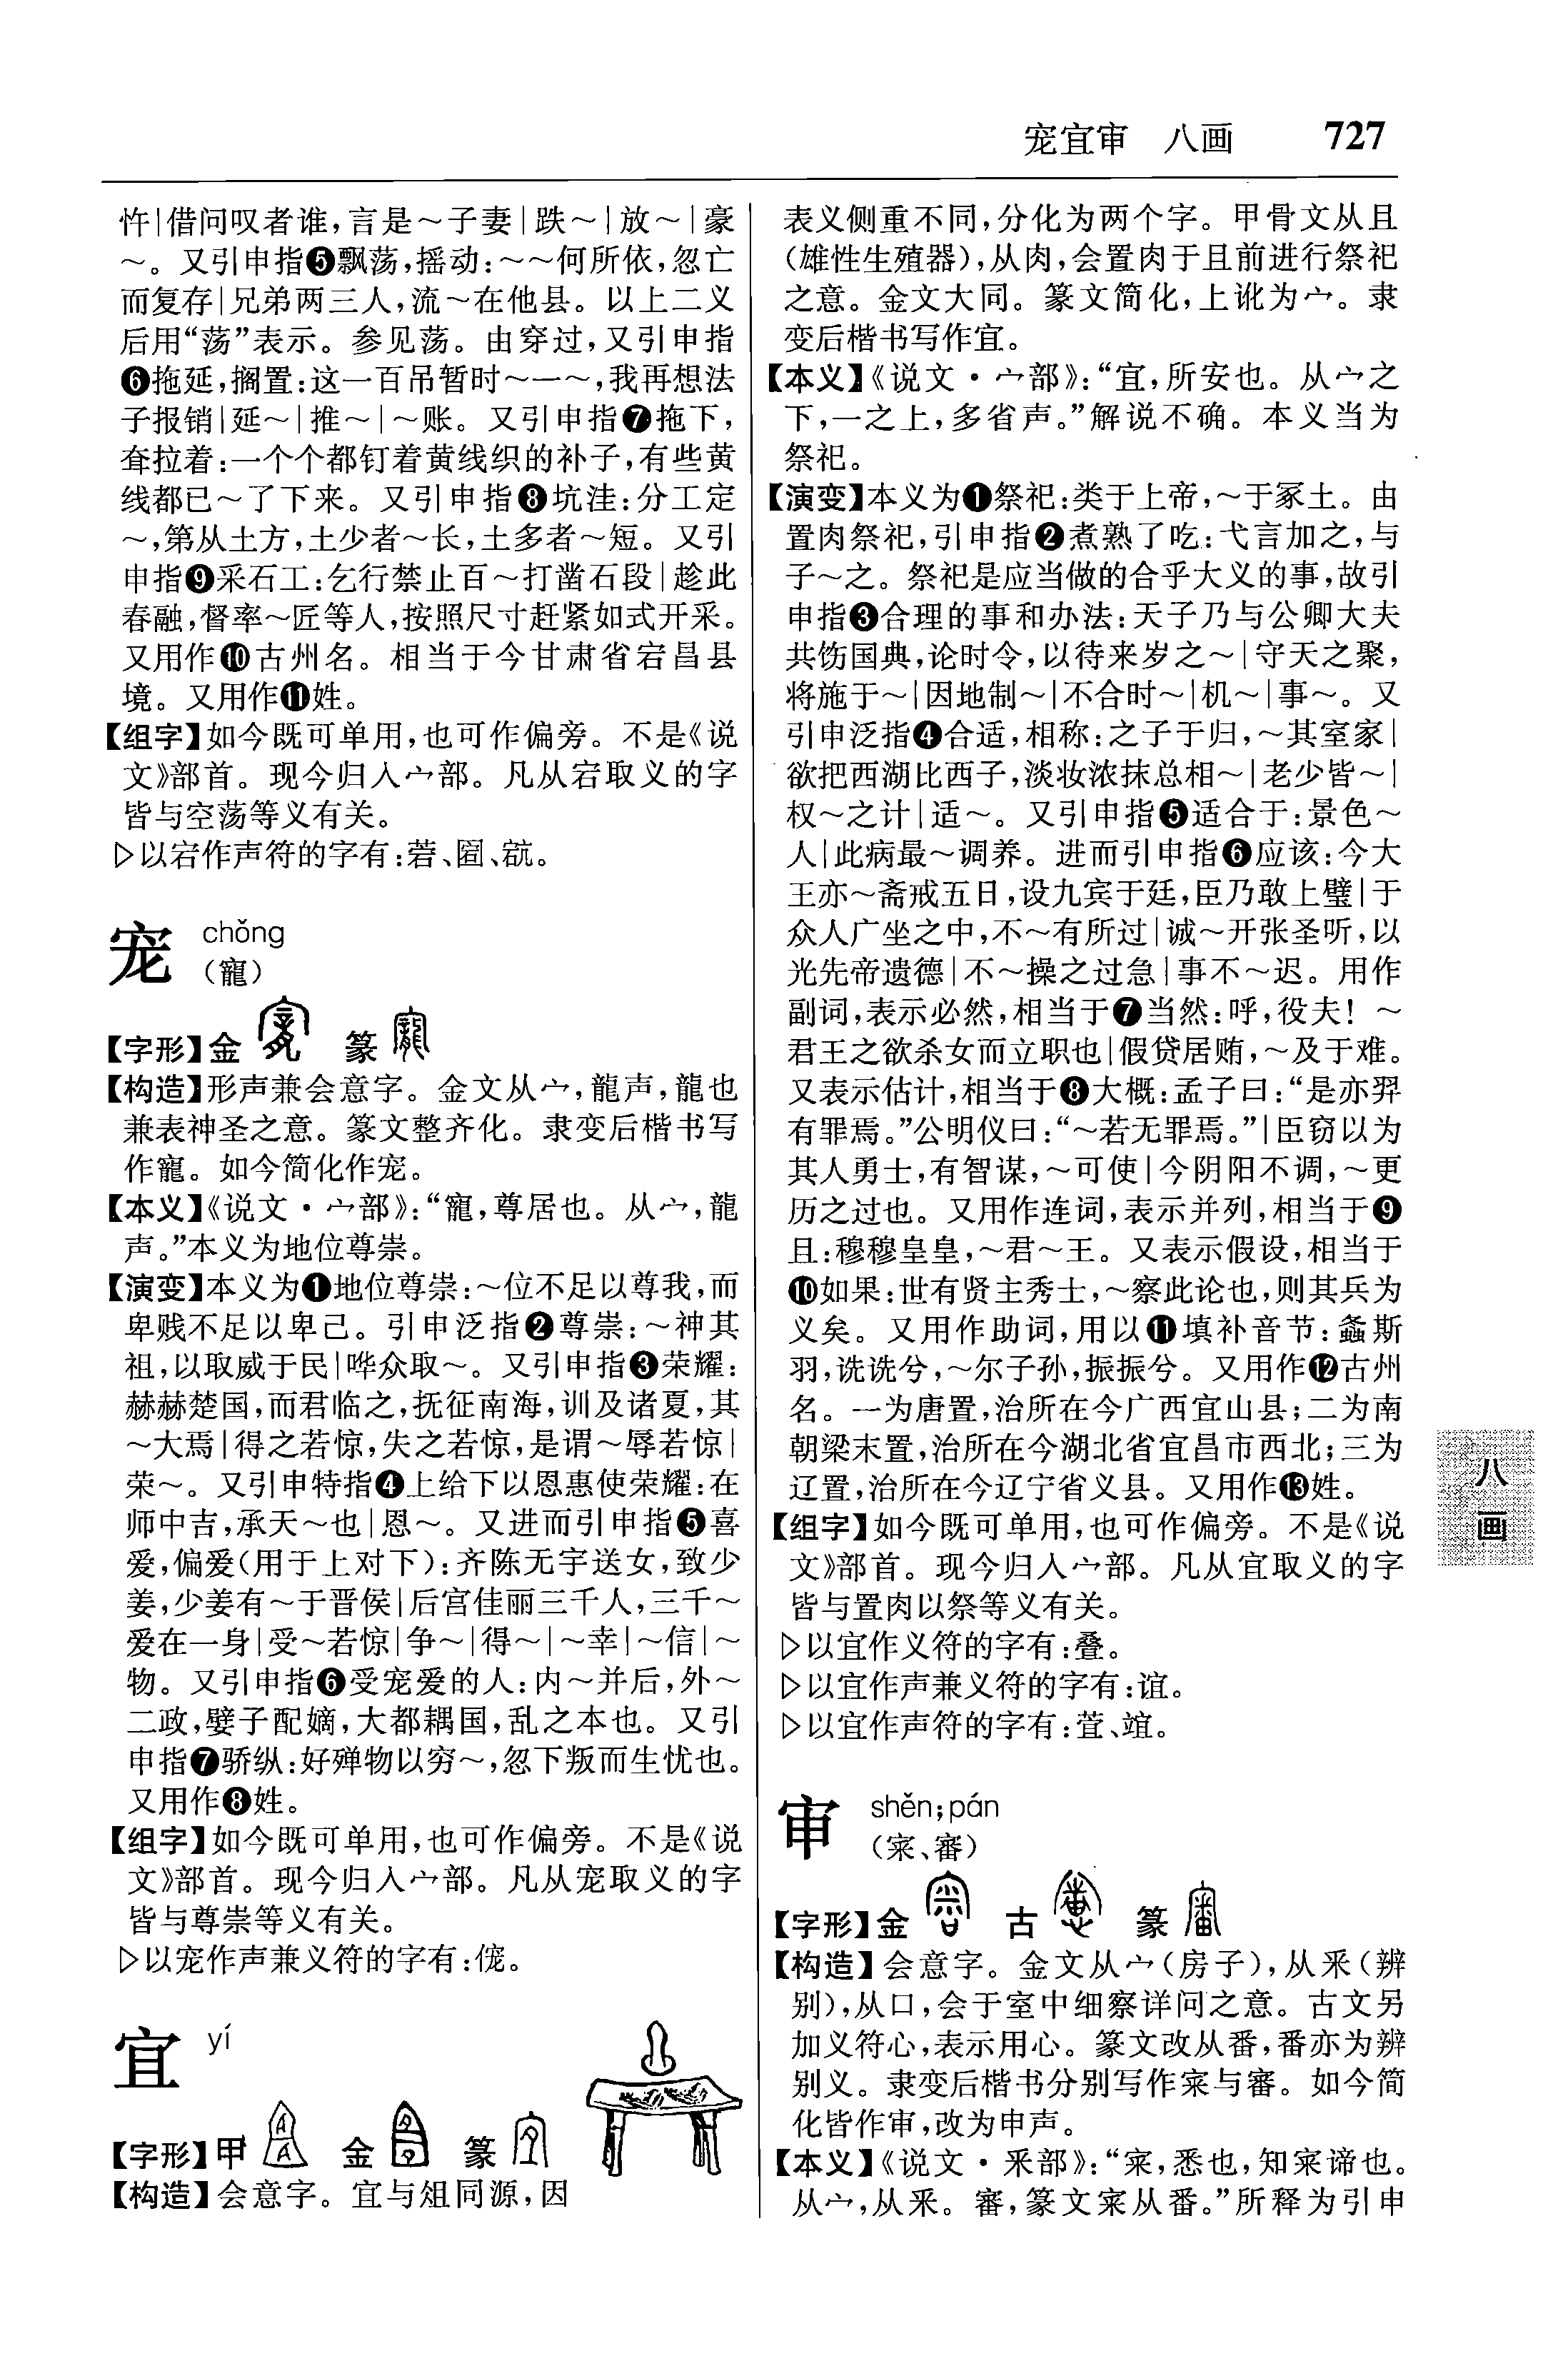 宠宜审 八画 727
忤|借问叹者谁,言是~子妻|跌~|放~|豪
~。又引申指❺飘荡,摇动:~~何所依,忽亡
而复存|兄弟两三人,流~在他县。以上二义
后用“荡”表示。参见荡。由穿过,又引申指
❻拖延,搁置:这一百吊暂时~一~,我再想法
子报销|延~|推~|~账。又引申指❼拖下,
耷拉着:一个个都钉着黄线织的补子,有些黄
线都已~了下来。又引申指❽坑洼:分工定
~,第从土方,土少者~长,土多者~短。又引
申指❾采石工:乞行禁止百~打凿石段|趁此
春融,督率~匠等人,按照尺寸赶紧如式开采。
又用作❿古州名。相当于今甘肃省宕昌县
境。又用作⓫姓。
【组字】如今既可单用,也可作偏旁。不是《说
文》部首。现今归入宀部。凡从宕取义的字
皆与空荡等义有关。
▷以宕作声符的字有:菪、圁、䆖。
宠 chǒng
(寵)
【字形】金 篆
【构造】形声兼会意字。金文从宀,龍声,龍也
兼表神圣之意。篆文整齐化。隶变后楷书写
作寵。如今简化作宠。
【本义】《说文·宀部》:“寵,尊居也。从宀,龍
声。”本义为地位尊崇。
【演变】本义为❶地位尊崇:~位不足以尊我,而
卑贱不足以卑己。引申泛指❷尊崇:~神其
祖,以取威于民|哗众取~。又引申指❸荣耀:
赫赫楚国,而君临之,抚征南海,训及诸夏,其
~大焉|得之若惊,失之若惊,是谓~辱若惊|
荣~。又引申特指❹上给下以恩惠使荣耀:在
师中吉,承天~也|恩~。又进而引申指❺喜
爱,偏爱(用于上对下):齐陈无宇送女,致少
姜,少姜有~于晋侯|后宫佳丽三千人,三千~
爱在一身|受~若惊|争~|得~|~幸|~信|~
物。又引申指❻受宠爱的人:内~并后,外~
二政,嬖子配嫡,大都耦国,乱之本也。又引
申指❼骄纵:好殚物以穷~,忽下叛而生忧也。
又用作❽姓。
【组字】如今既可单用,也可作偏旁。不是《说
文》部首。现今归入宀部。凡从宠取义的字
皆与尊崇等义有关。
▷以宠作声兼义符的字有:㤝。
宜 yí
【字形】甲 金 篆
【构造】会意字。宜与俎同源,因
表义侧重不同,分化为两个字。甲骨文从且
(雄性生殖器),从肉,会置肉于且前进行祭祀
之意。金文大同。篆文简化,上讹为宀。隶
变后楷书写作宜。
【本义】《说文·宀部》:“宜,所安也。从宀之
下,一之上,多省声。”解说不确。本义当为
祭祀。
【演变】本义为❶祭祀:类于上帝,~于冢土。由
置肉祭祀,引申指❷煮熟了吃:弋言加之,与
子~之。祭祀是应当做的合乎大义的事,故引
申指❸合理的事和办法:天子乃与公卿大夫
共饬国典,论时令,以待来岁之~|守天之聚,
将施于~|因地制~|不合时~|机~|事~。又
引申泛指❹合适,相称:之子于归,~其室家|
欲把西湖比西子,淡妆浓抹总相~|老少皆~|
权~之计|适~。又引申指❺适合于:景色~
人|此病最~调养。进而引申指❻应该:今大
王亦~斋戒五日,设九宾于廷,臣乃敢上璧|于
众人广坐之中,不~有所过|诚~开张圣听,以
光先帝遗德|不~操之过急|事不~迟。用作
副词,表示必然,相当于❼当然:呼,役夫!~
君王之欲杀女而立职也|假贷居贿,~及于难。
又表示估计,相当于❽大概:孟子曰:“是亦羿
有罪焉。”公明仪曰:“~若无罪焉。”|臣窃以为
其人勇士,有智谋,~可使|今阴阳不调,~更
历之过也。又用作连词,表示并列,相当于❾
且:穆穆皇皇,~君~王。又表示假设,相当于
❿如果:世有贤主秀士,~察此论也,则其兵为
义矣。又用作助词,用以⓫填补音节:螽斯
羽,诜诜兮,~尔子孙,振振兮。又用作⓬古州
名。一为唐置,治所在今广西宜山县;二为南
朝梁末置,治所在今湖北省宜昌市西北;三为
辽置,治所在今辽宁省义县。又用作⓭姓。
【组字】如今既可单用,也可作偏旁。不是《说
文》部首。现今归入宀部。凡从宜取义的字
皆与置肉以祭等义有关。
▷以宜作义符的字有:叠。
▷以宜作声兼义符的字有:谊。
▷以宜作声符的字有:萓、竩。
审 shěn;pán
(宷、審)
【字形】金 古 篆
【构造】会意字。金文从宀(房子),从釆(辨
别),从口,会于室中细察详问之意。古文另
加义符心,表示用心。篆文改从番,番亦为辨
别义。隶变后楷书分别写作宷与審。如今简
化皆作审,改为申声。
【本义】《说文·釆部》:“宷,悉也,知宷谛也。
从宀,从釆。審,篆文宷从番。”所释为引申
八画